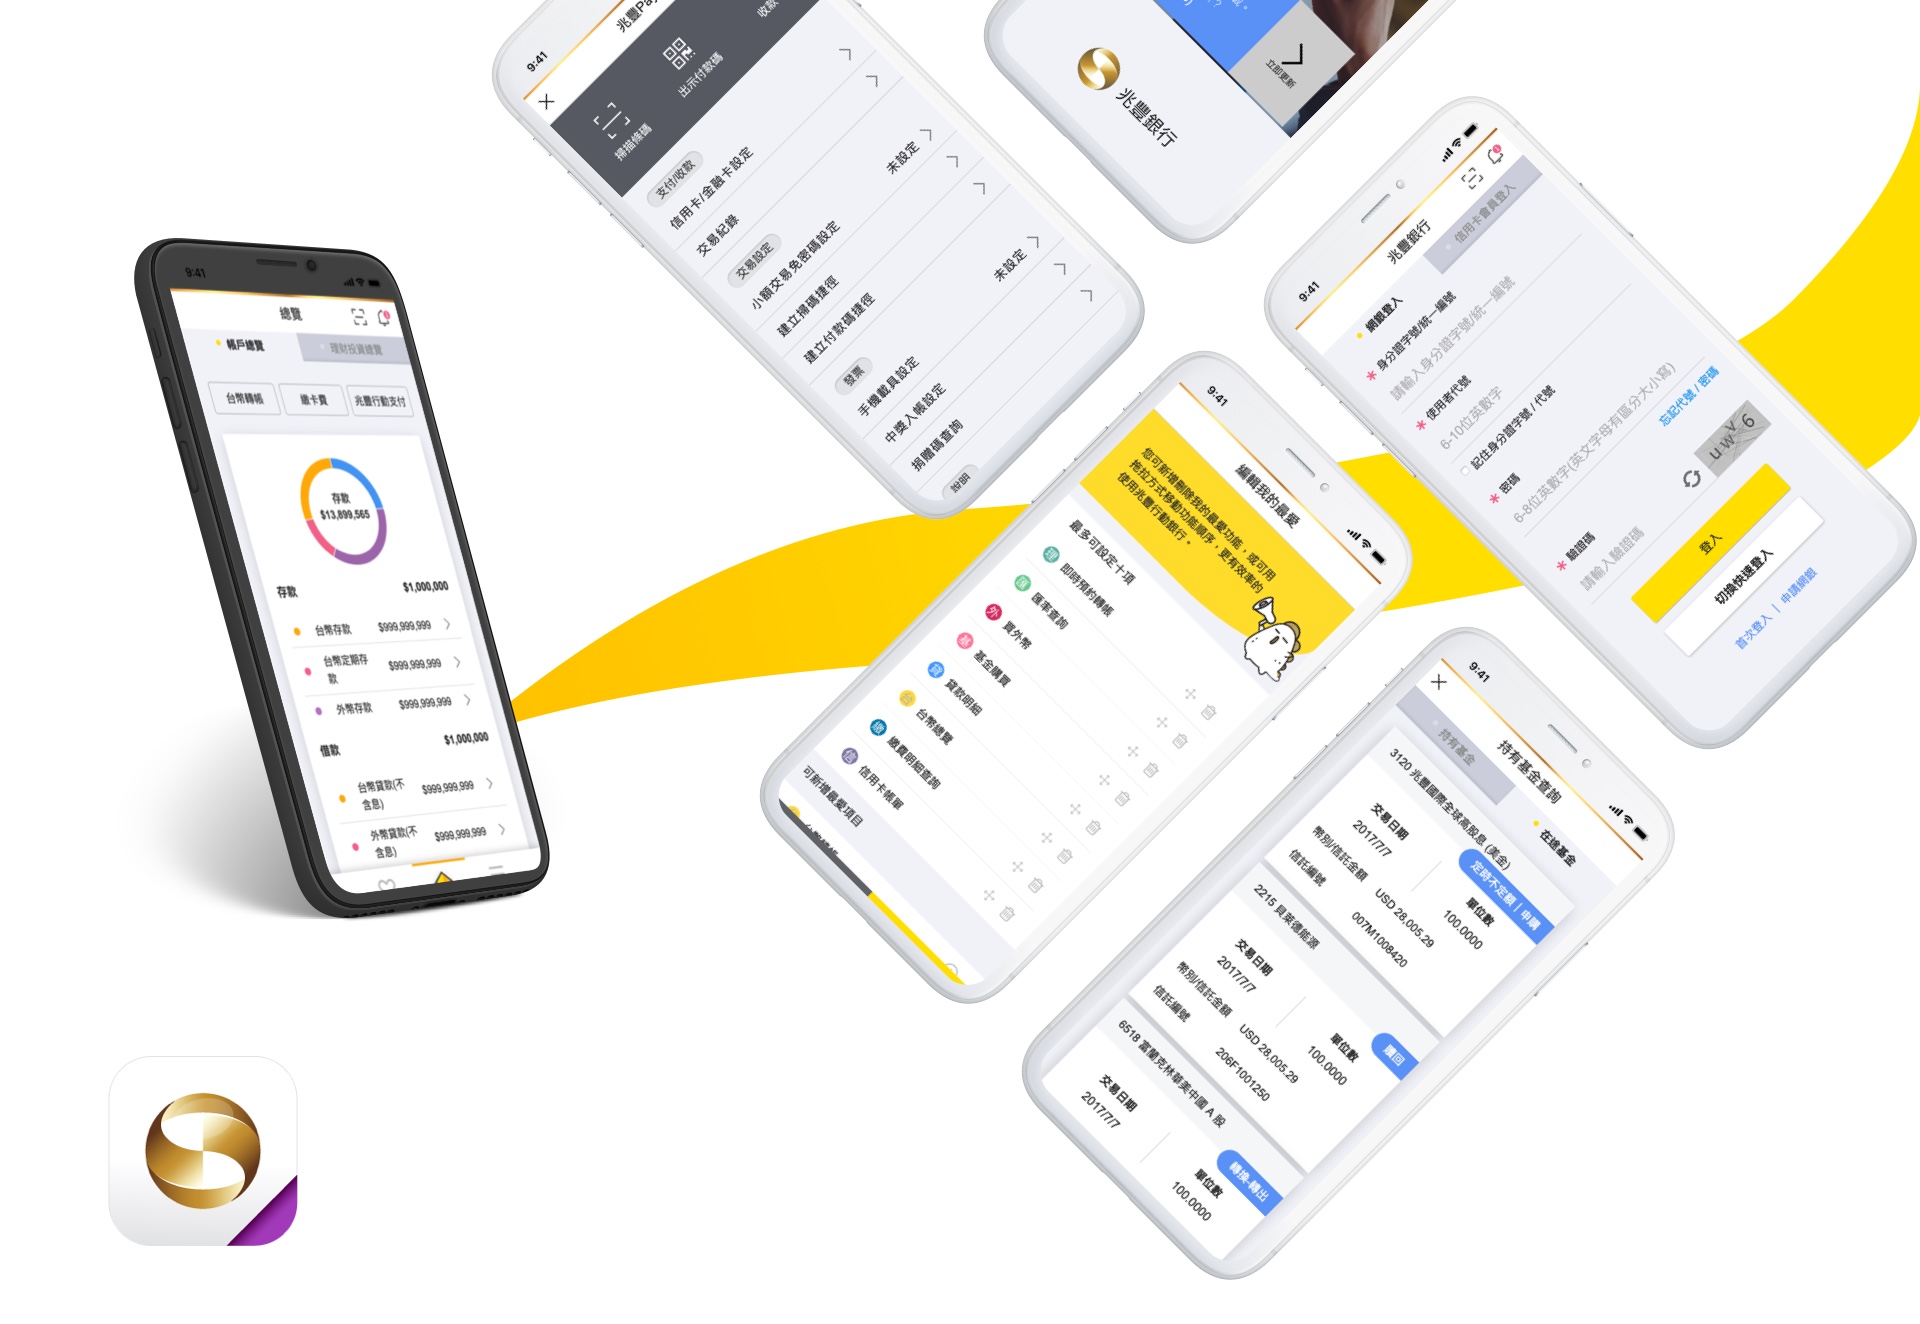 9:41
總覽
帳戶總覽
理財投資總覽
台幣轉帳
繳卡費
兆豐行動支付
存款
$13,899,565
存款 $1,000,000
台幣存款 $999,999,999
台幣定期存款 $999,999,999
外幣存款 $999,999,999
借款 $1,000,000
台幣貸款(不含息) $999,999,999
外幣貸款(不含息) $999,999,999
9:41
兆豐Pay
掃描條碼
出示付款碼
收款
支付/收款
信用卡/金融卡設定
交易紀錄
交易設定
小額交易免密碼設定 未設定
建立掃碼捷徑
建立付款碼捷徑
發票
手機載具設定 未設定
中獎入帳設定
捐贈碼查詢
說明
兆豐銀行
立即更新
9:41
兆豐銀行
網銀登入
信用卡會員登入
* 身分證字號/統一編號
請輸入身分證字號/統一編號
* 使用者代號
6-10位英數字
記住身分證字號 / 代號
* 密碼
6-8位英數字(英文字母有區分大小寫)
忘記代號 / 密碼
* 驗證碼
請輸入驗證碼
登入
切換快速登入
首次登入 | 申請網銀
9:41
編輯我的最愛
您可新增刪除我的最愛功能,或可用
拖拉方式移動功能順序,更有效率的
使用兆豐行動銀行。
最多可設定十項
理 即時預約轉帳
匯 匯率查詢
外 買外幣
基 基金購買
貸 貸款明細
台 台幣總覽
繳 繳費明細查詢
信 信用卡帳單
可新增最愛項目
9:41
持有基金查詢
持有基金
在途基金
3120 兆豐國際全球高股息 (美金)
定時不定額 | 申購
交易日期
2017/7/7
單位數
100.0000
幣別/信託金額 USD 28,005.29
信託編號 007M1008420
2215 貝萊德能源
贖回
交易日期
2017/7/7
單位數
100.0000
幣別/信託金額 USD 28,005.29
信託編號 206F1001250
6518 富蘭克林華美中國 A 股
轉換-轉出
交易日期
2017/7/7
單位數
100.0000